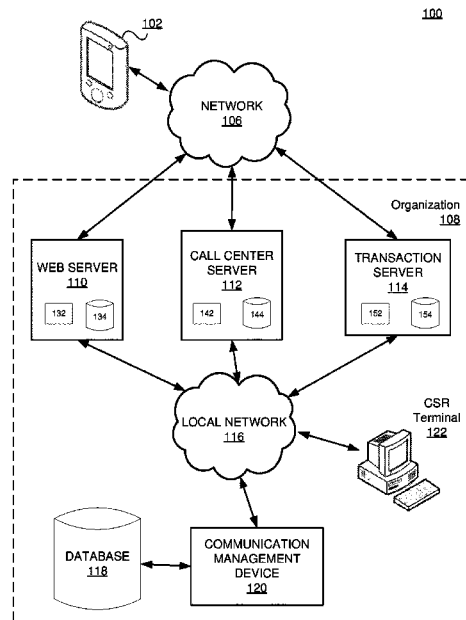 100
102
NETWORK
106
Organization
108
WEB SERVER
110
132
134
CALL CENTER
SERVER
112
142
144
TRANSACTION
SERVER
114
152
154
LOCAL NETWORK
116
CSR
Terminal
122
DATABASE
118
COMMUNICATION
MANAGEMENT
DEVICE
120